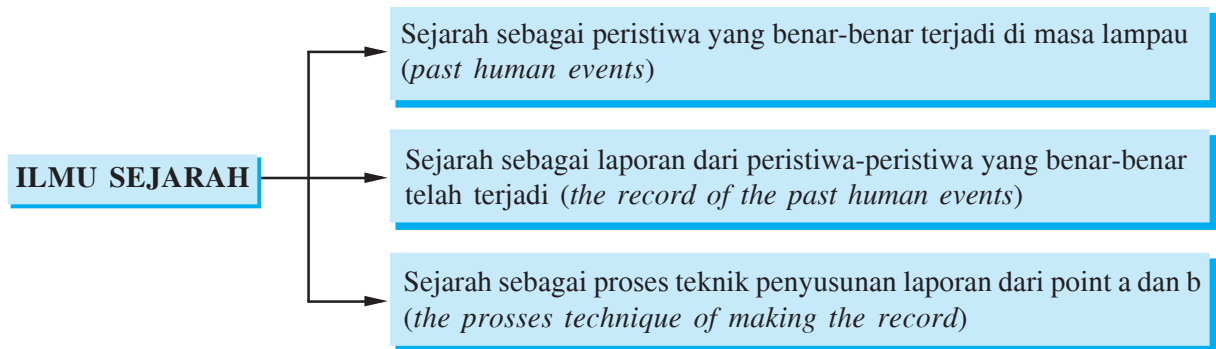 Sejarah sebagai peristiwa yang benar-benar terjadi di masa lampau
(past human events)
ILMU SEJARAH
Sejarah sebagai laporan dari peristiwa-peristiwa yang benar-benar
telah terjadi (the record of the past human events)
Sejarah sebagai proses teknik penyusunan laporan dari point a dan b
(the prosses technique of making the record)